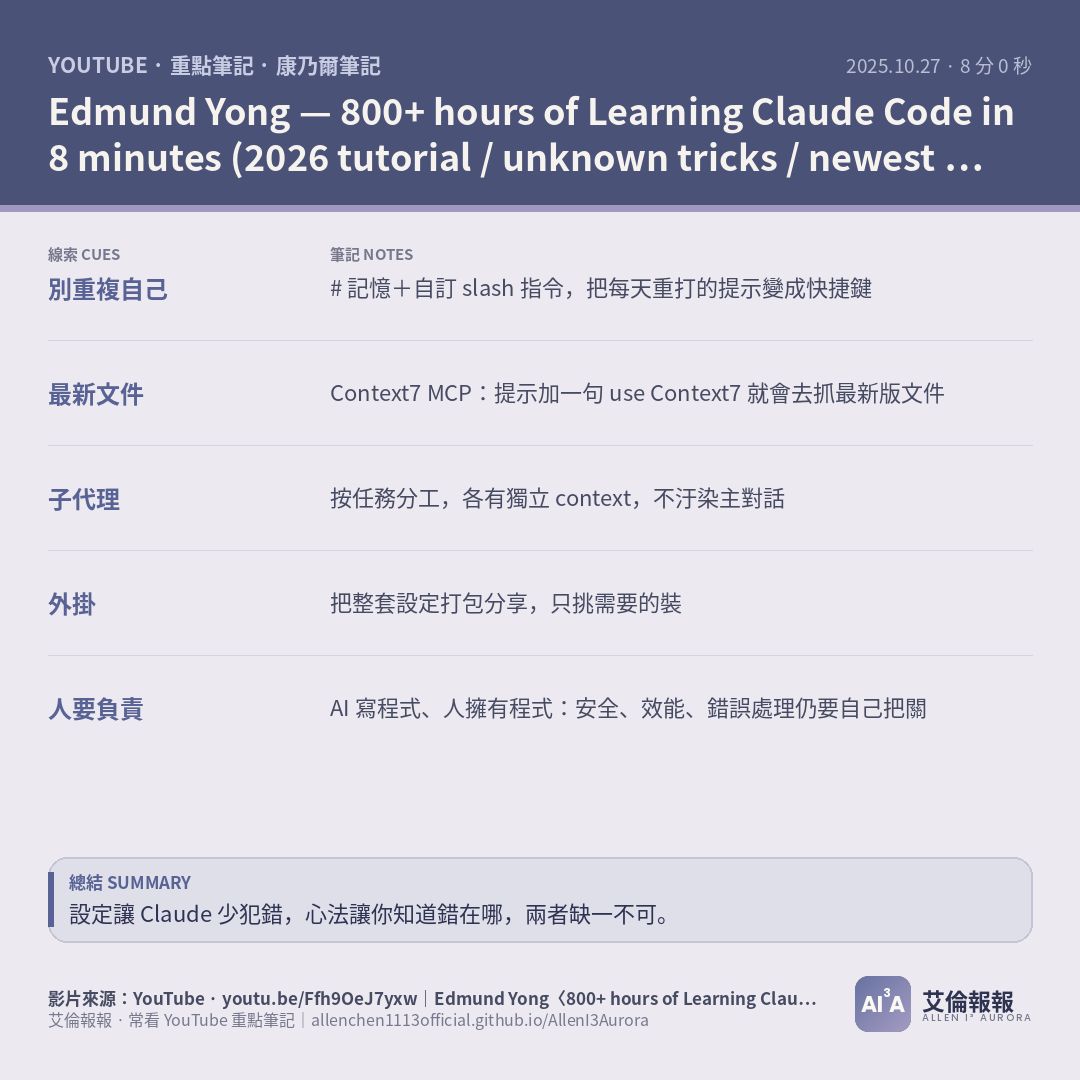 YOUTUBE · 重點筆記 · 康乃爾筆記
2025.10.27 · 8 分 0 秒
Edmund Yong — 800+ hours of Learning Claude Code in
8 minutes (2026 tutorial / unknown tricks / newest …
線索 CUES
筆記 NOTES
別重複自己
# 記憶＋自訂 slash 指令，把每天重打的提示變成快捷鍵
最新文件
Context7 MCP：提示加一句 use Context7 就會去抓最新版文件
子代理
按任務分工，各有獨立 context，不汙染主對話
外掛
把整套設定打包分享，只挑需要的裝
人要負責
AI 寫程式、人擁有程式：安全、效能、錯誤處理仍要自己把關
總結 SUMMARY
設定讓 Claude 少犯錯，心法讓你知道錯在哪，兩者缺一不可。
影片來源：YouTube · youtu.be/Ffh9OeJ7yxw｜Edmund Yong〈800+ hours of Learning Clau…
艾倫報報 · 常看 YouTube 重點筆記｜allenchen1113official.github.io/AllenI3Aurora
AI³A
艾倫報報
ALLEN I³ AURORA